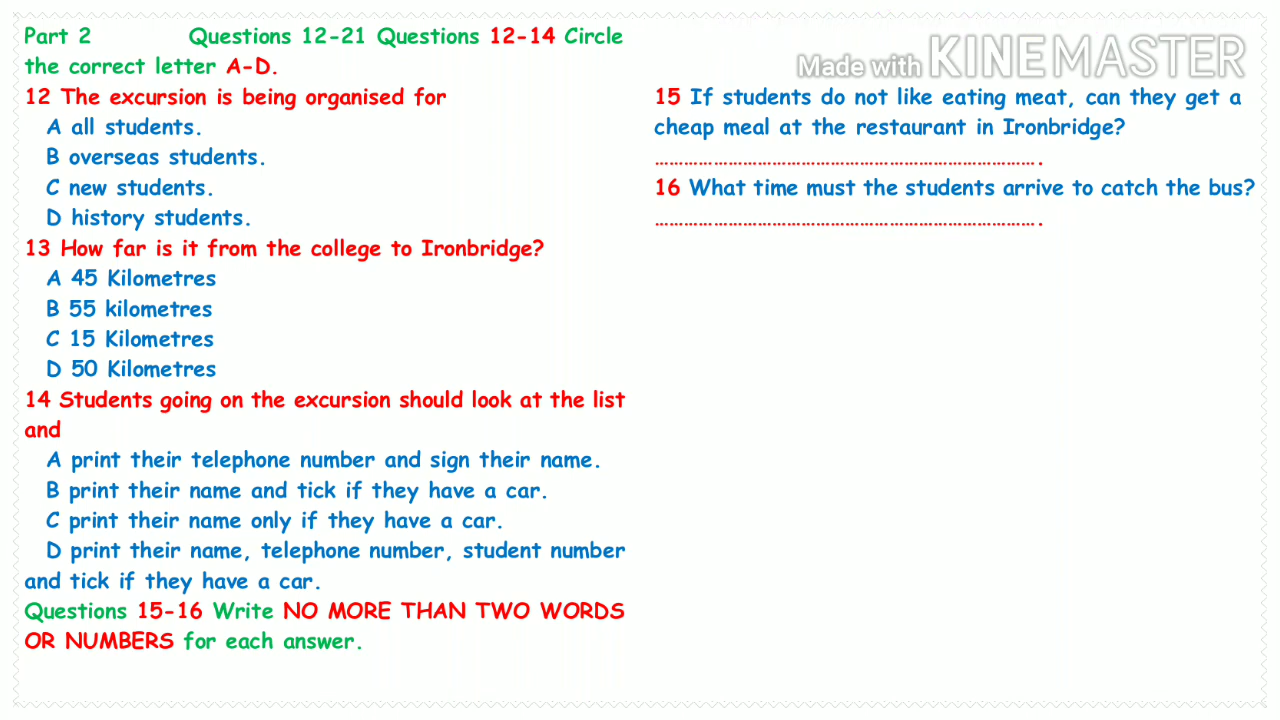 Part 2 Questions 12-21 Questions 12-14 Circle
the correct letter A-D.
12 The excursion is being organised for
A all students.
B overseas students.
C new students.
D history students.
13 How far is it from the college to Ironbridge?
A 45 Kilometres
B 55 kilometres
C 15 Kilometres
D 50 Kilometres
14 Students going on the excursion should look at the list
and
A print their telephone number and sign their name.
B print their name and tick if they have a car.
C print their name only if they have a car.
D print their name, telephone number, student number
and tick if they have a car.
Questions 15-16 Write NO MORE THAN TWO WORDS
OR NUMBERS for each answer.
Made with KINEMASTER
15 If students do not like eating meat, can they get a
cheap meal at the restaurant in Ironbridge?
……………………………………………………………………….
16 What time must the students arrive to catch the bus?
……………………………………………………………………….